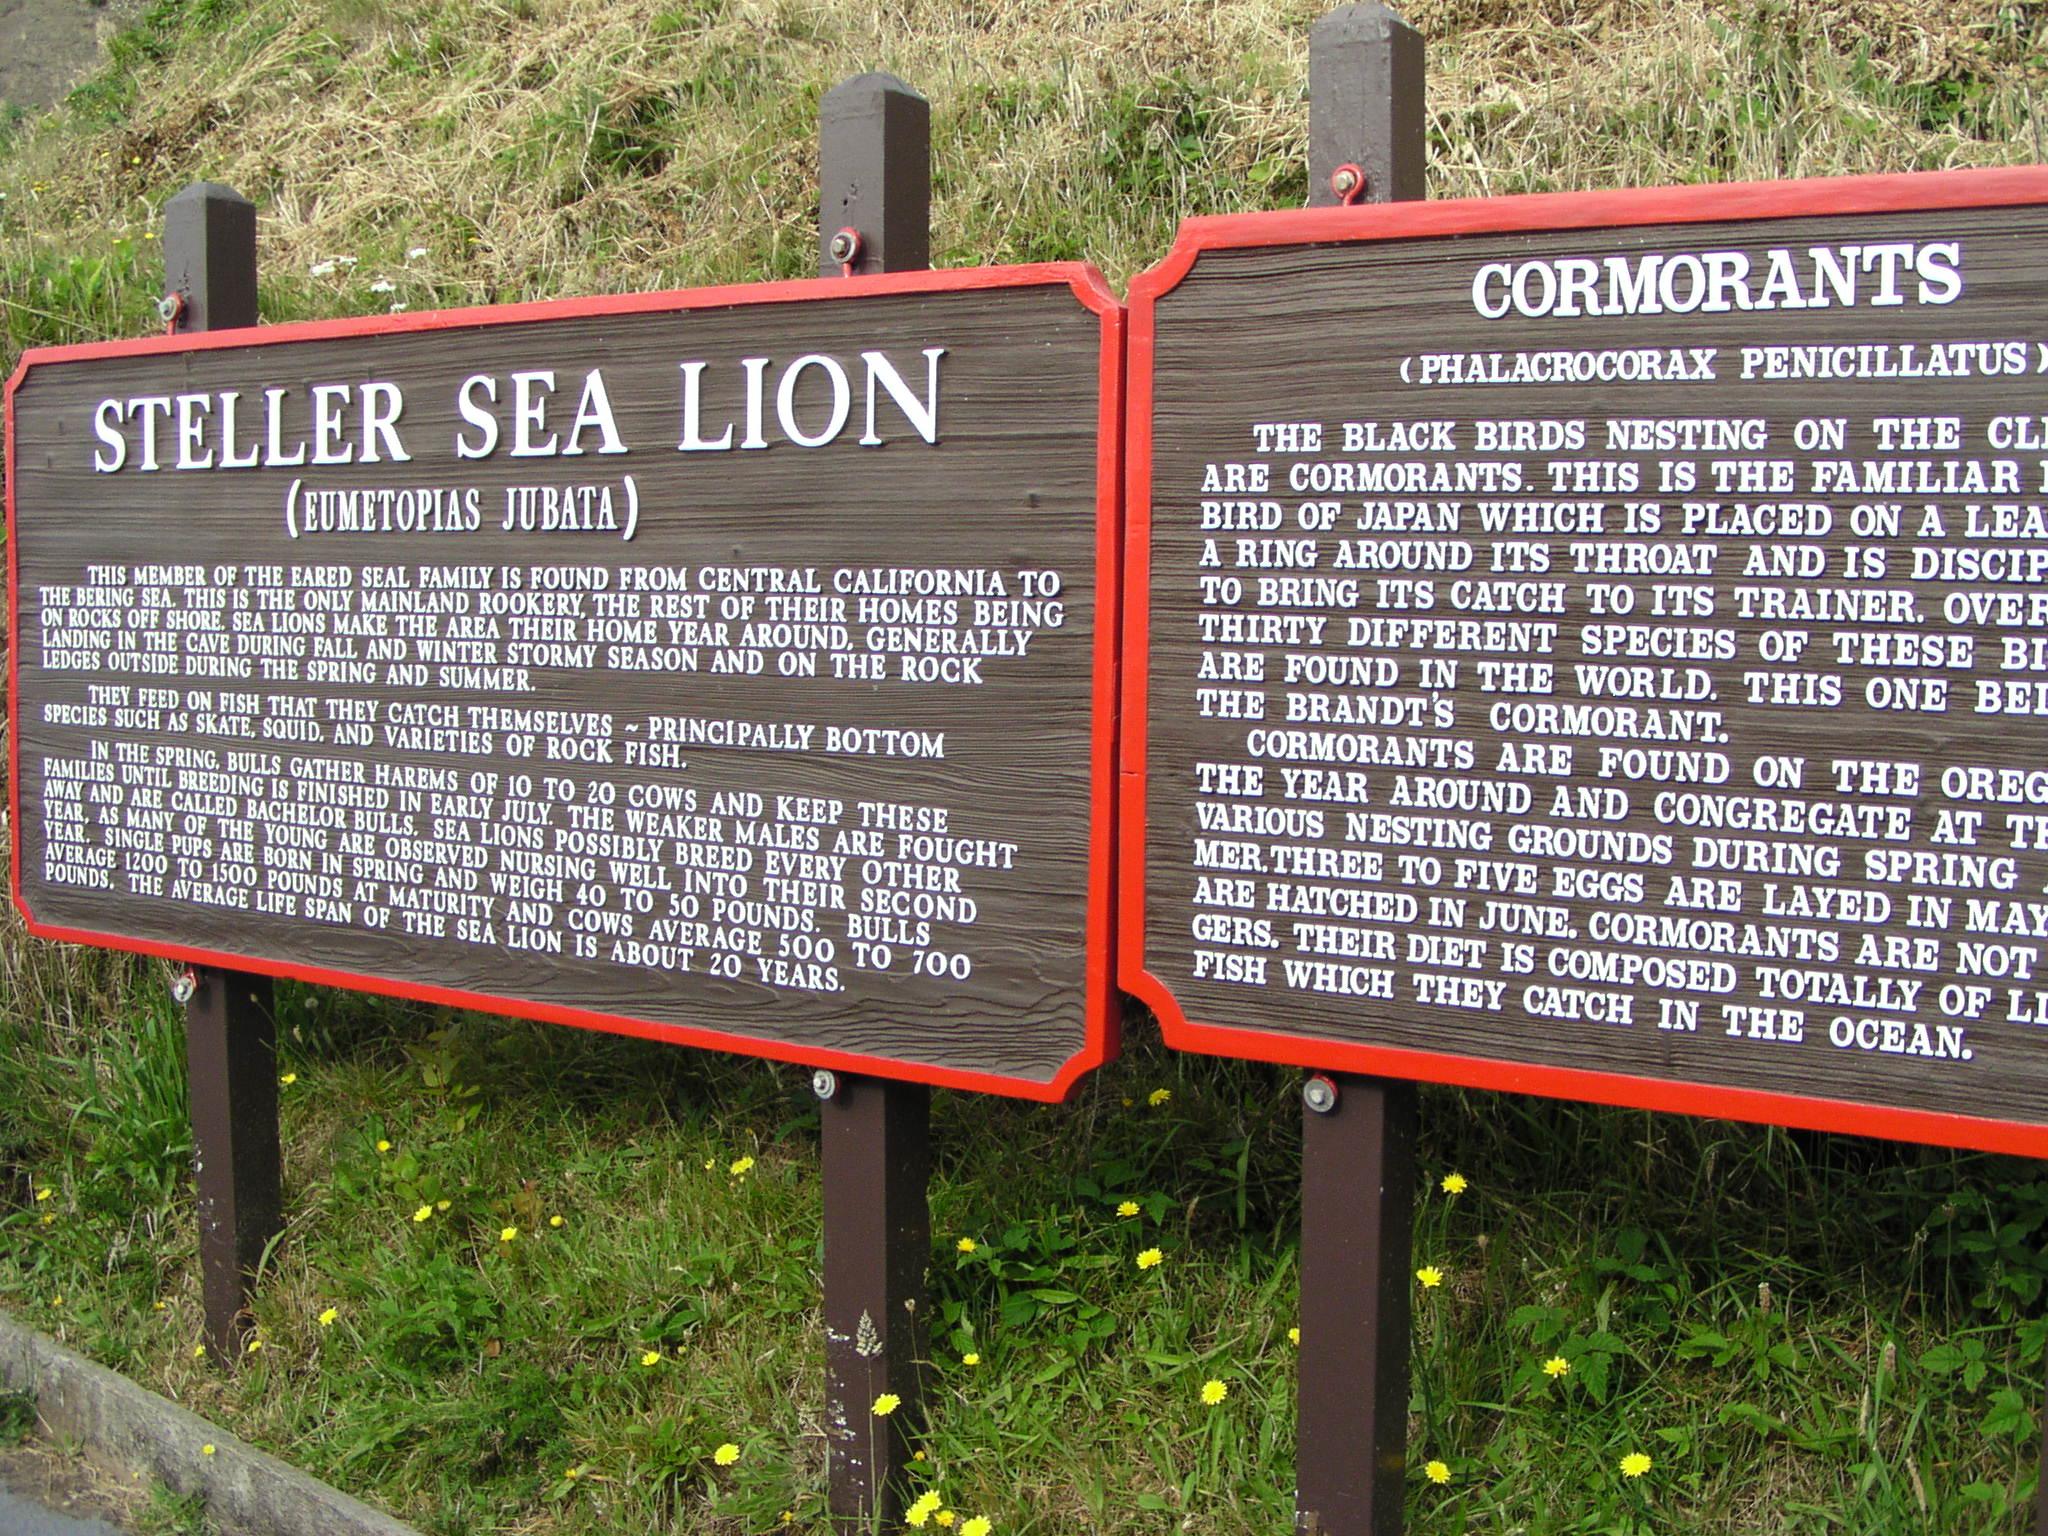 STELLER SEA LION
(EUMETOPIAS JUBATA)
THIS MEMBER OF THE EARED SEAL FAMILY IS FOUND FROM CENTRAL CALIFORNIA TO
THE BERING SEA. THIS IS THE ONLY MAINLAND ROOKERY, THE REST OF THEIR HOMES BEING
ON ROCKS OFF SHORE. SEA LIONS MAKE THE AREA THEIR HOME YEAR AROUND, GENERALLY
LANDING IN THE CAVE DURING FALL AND WINTER STORMY SEASON AND ON THE ROCK
LEDGES OUTSIDE DURING THE SPRING AND SUMMER.
THEY FEED ON FISH THAT THEY CATCH THEMSELVES ~ PRINCIPALLY BOTTOM
SPECIES SUCH AS SKATE, SQUID, AND VARIETIES OF ROCK FISH.
IN THE SPRING, BULLS GATHER HAREMS OF 10 TO 20 COWS AND KEEP THESE
FAMILIES UNTIL BREEDING IS FINISHED IN EARLY JULY. THE WEAKER MALES ARE FOUGHT
AWAY AND ARE CALLED BACHELOR BULLS. SEA LIONS POSSIBLY BREED EVERY OTHER
YEAR, AS MANY OF THE YOUNG ARE OBSERVED NURSING WELL INTO THEIR SECOND
YEAR. SINGLE PUPS ARE BORN IN SPRING AND WEIGH 40 TO 50 POUNDS. BULLS
AVERAGE 1200 TO 1500 POUNDS AT MATURITY AND COWS AVERAGE 500 TO 700
POUNDS. THE AVERAGE LIFE SPAN OF THE SEA LION IS ABOUT 20 YEARS.
CORMORANTS
(PHALACROCORAX PENICILLATUS)
THE BLACK BIRDS NESTING ON THE CLI
ARE CORMORANTS. THIS IS THE FAMILIAR
BIRD OF JAPAN WHICH IS PLACED ON A LEA
A RING AROUND ITS THROAT AND IS DISCIP
TO BRING ITS CATCH TO ITS TRAINER. OVER
THIRTY DIFFERENT SPECIES OF THESE BI
ARE FOUND IN THE WORLD. THIS ONE BEI
THE BRANDT'S CORMORANT.
CORMORANTS ARE FOUND ON THE OREG
THE YEAR AROUND AND CONGREGATE AT TH
VARIOUS NESTING GROUNDS DURING SPRING
MER. THREE TO FIVE EGGS ARE LAYED IN MAY
ARE HATCHED IN JUNE. CORMORANTS ARE NOT
GERS. THEIR DIET IS COMPOSED TOTALLY OF LI
FISH WHICH THEY CATCH IN THE OCEAN.